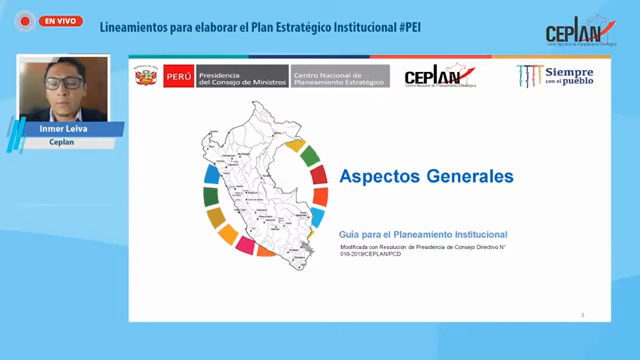 EN VIVO
Lineamientos para elaborar el Plan Estratégico Institucional #PEI
CEPLAN
Inmer Leiva
Ceplan
PERÚ
Presidencia
del Consejo de Ministros
Centro Nacional de
Planeamiento Estratégico
CEPLAN
Siempre
con el pueblo
Aspectos Generales
Guía para el Planeamiento Institucional
Modificada con Resolución de Presidencia de Consejo Directivo N°
016-2019/CEPLAN/PCD
3